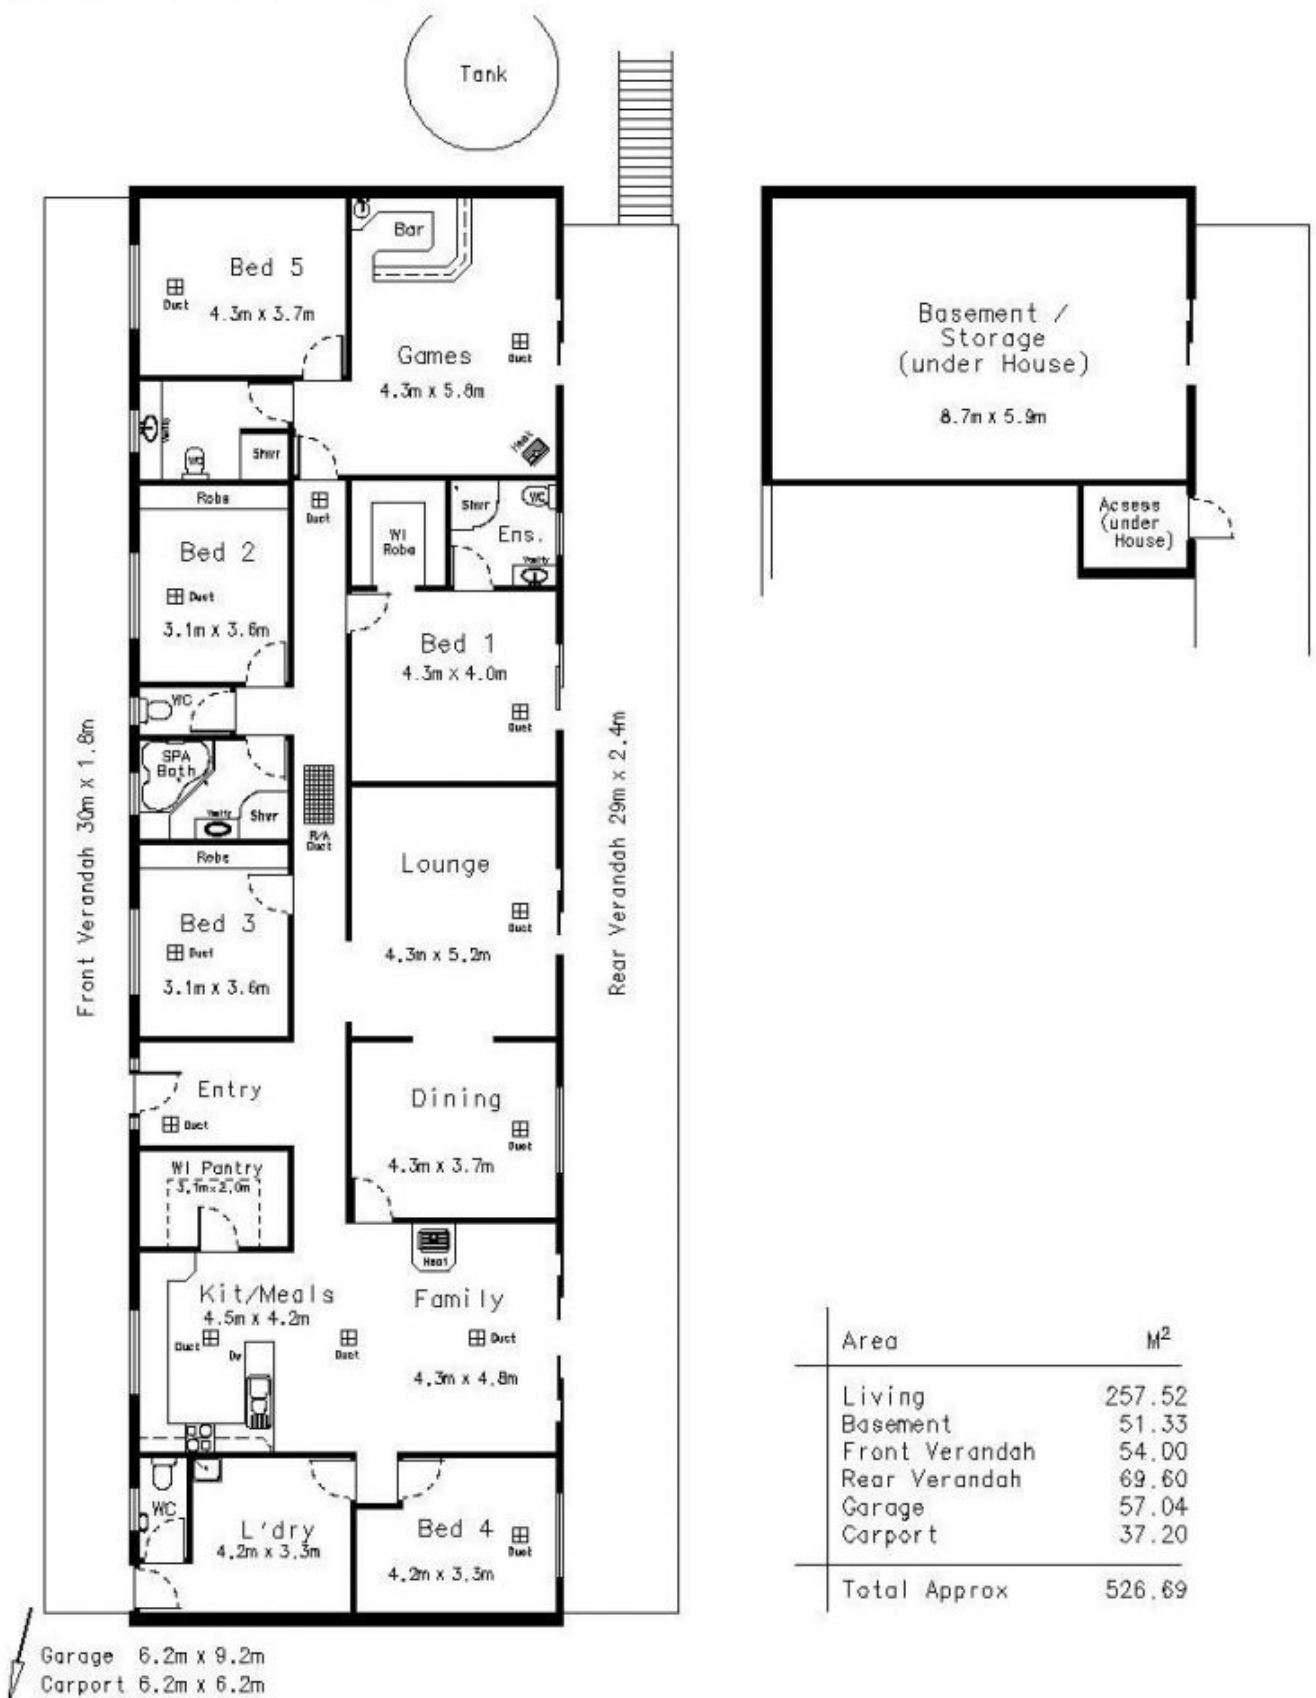 Tank
Bar
Bed 5
Duct
4.3m x 3.7m
Games
Duct
4.3m x 5.8m
Heat
Vanity
WC
Shwr
Robe
Duct
Bed 2
Duct
3.1m x 3.6m
WI
Robe
Shwr
WC
Ens.
Vanity
Bed 1
4.3m x 4.0m
Duct
WC
SPA
Bath
Vanity
Shwr
R/A
Duct
Robe
Bed 3
Duct
3.1m x 3.6m
Lounge
Duct
4.3m x 5.2m
Front Verandah 30m x 1.8m
Rear Verandah 29m x 2.4m
Entry
Duct
Dining
Duct
4.3m x 3.7m
WI Pantry
3.1m x 2.0m
Heat
Kit/Meals
4.5m x 4.2m
Duct
Dw
Duct
Family
Duct
4.3m x 4.8m
WC
L'dry
4.2m x 3.3m
Bed 4
Duct
4.2m x 3.3m
Garage 6.2m x 9.2m
Carport 6.2m x 6.2m
Basement /
Storage
(under House)
8.7m x 5.9m
Acsess
(under
House)
Area M²
Living 257.52
Basement 51.33
Front Verandah 54.00
Rear Verandah 69.60
Garage 57.04
Carport 37.20
Total Approx 526.69